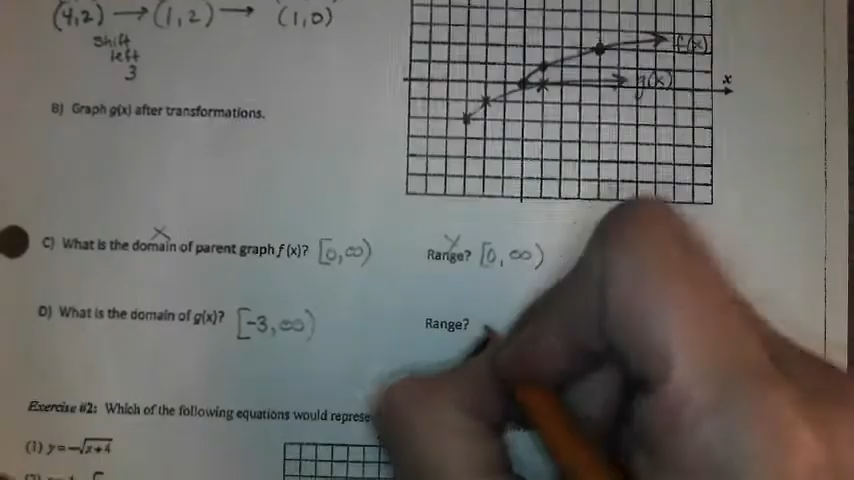 (4,2) → (1,2) → (1,0)
shift
left
3
f(x)
x
g(x)
B) Graph g(x) after transformations.
x
y
C) What is the domain of parent graph f(x)? [0,∞) Range? [0,∞)
D) What is the domain of g(x)? [-3,∞) Range?
Exercise #2: Which of the following equations would represe
(1) y=-√x+4